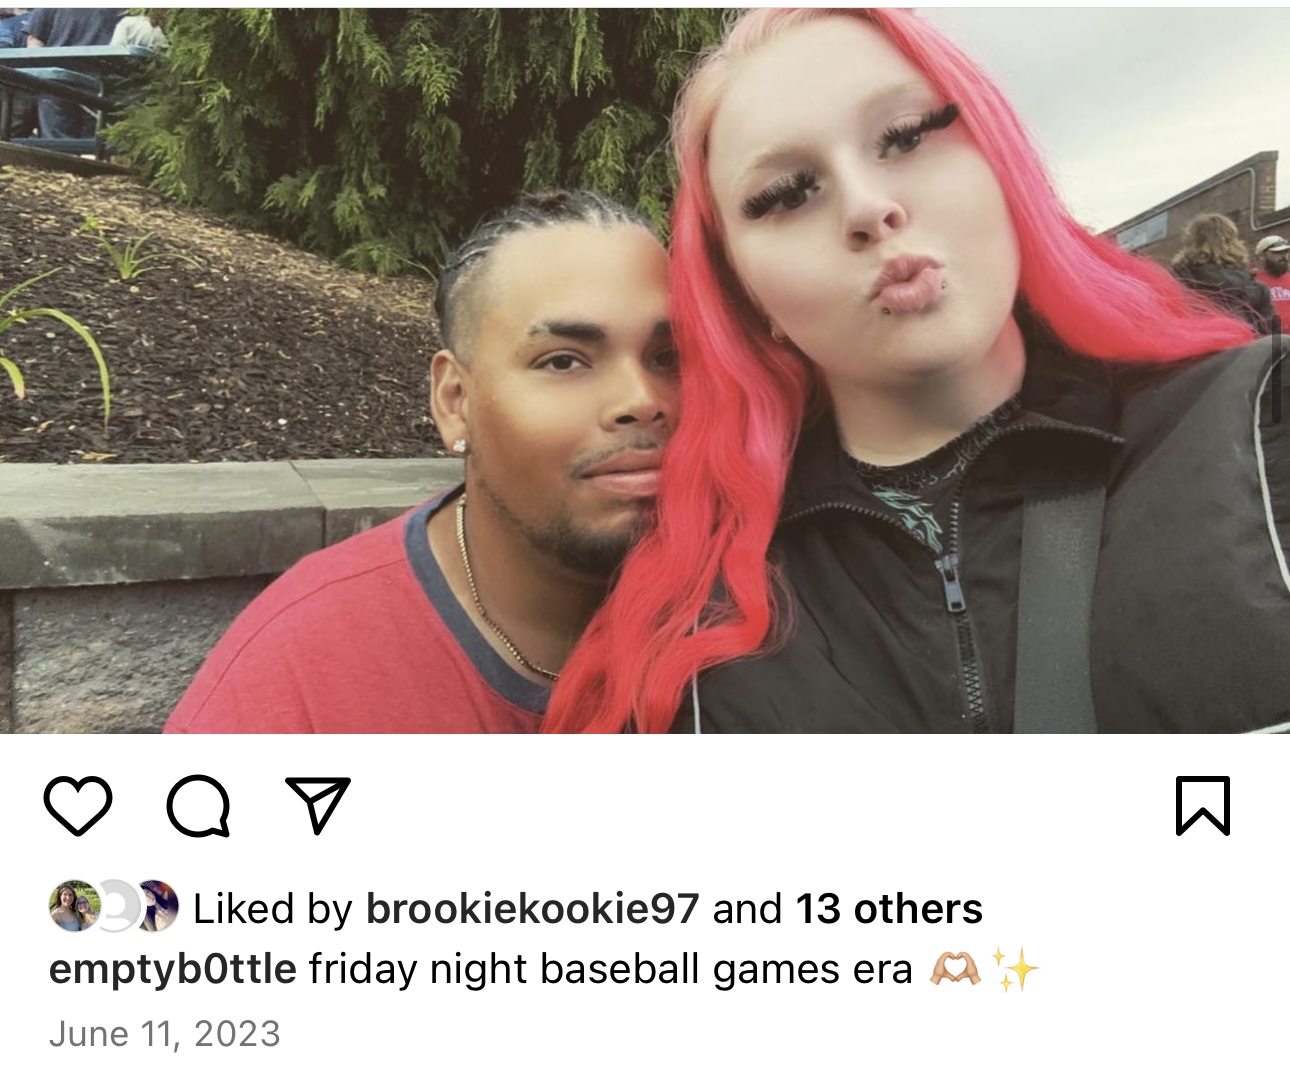 Liked by brookiekookie97 and 13 others
emptyb0ttle friday night baseball games era 🫶🏼✨
June 11, 2023